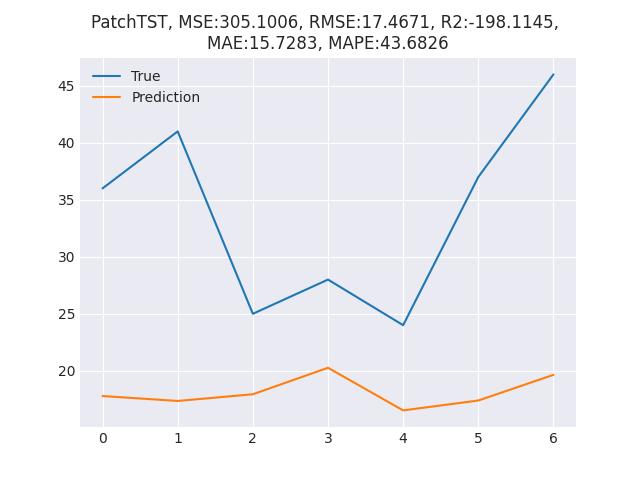 PatchTST, MSE:305.1006, RMSE:17.4671, R2:-198.1145,
MAE:15.7283, MAPE:43.6826
True
Prediction
45
40
35
30
25
20
0 1 2 3 4 5 6